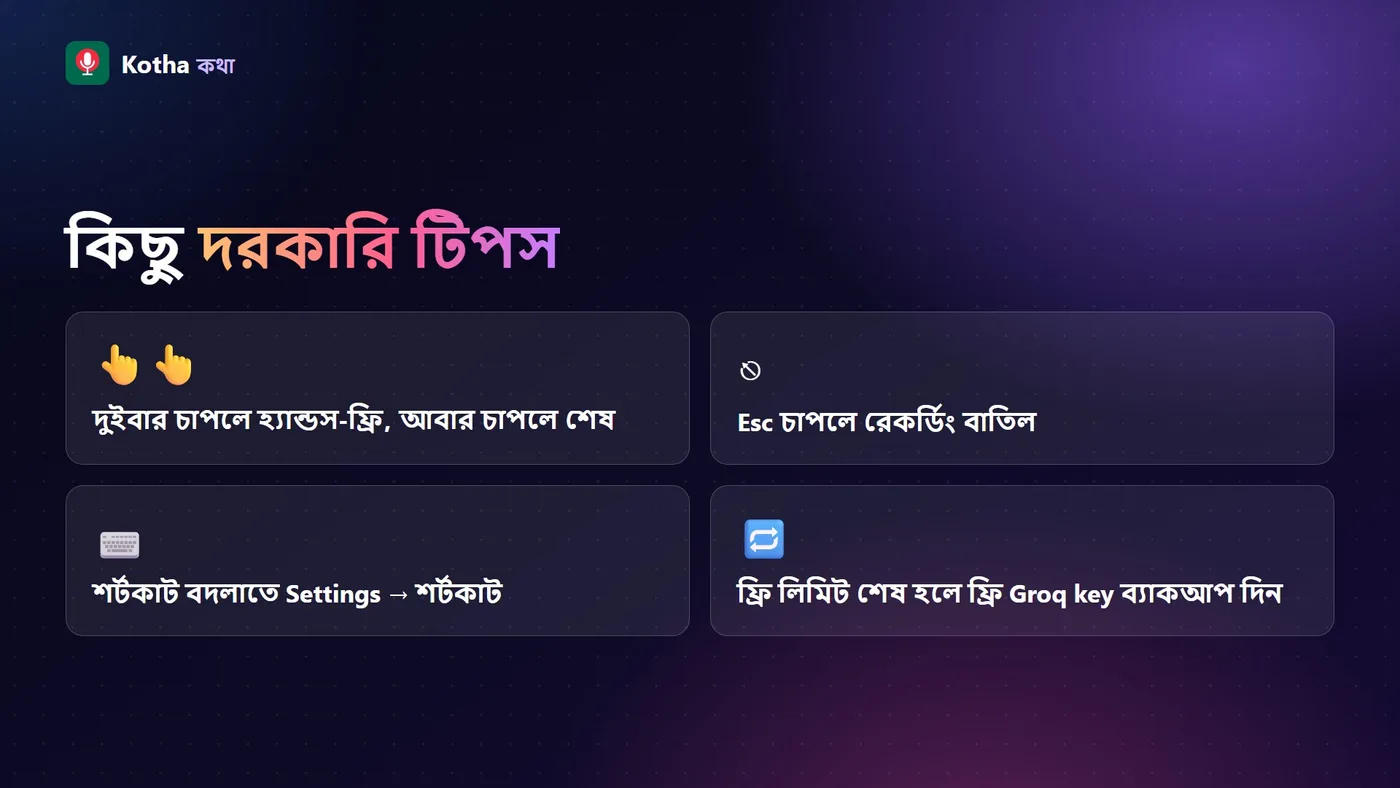 Kotha কথা
কিছু দরকারি টিপস
দুইবার চাপলে হ্যান্ডস-ফ্রি, আবার চাপলে শেষ
Esc চাপলে রেকর্ডিং বাতিল
শর্টকাট বদলাতে Settings → শর্টকাট
ফ্রি লিমিট শেষ হলে ফ্রি Groq key ব্যাকআপ দিন